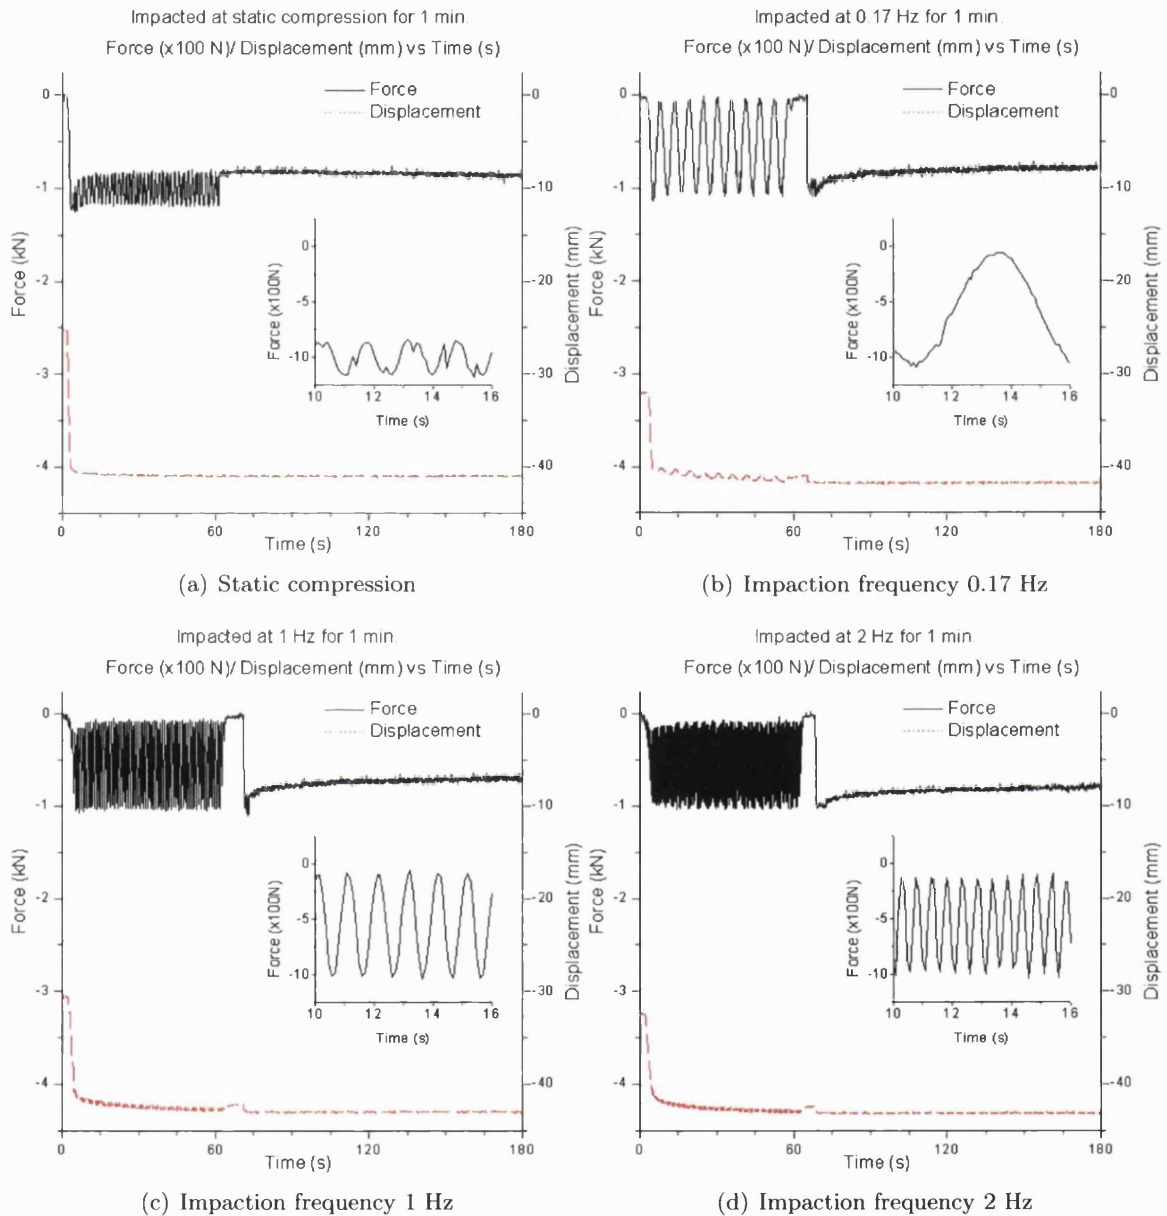 Impacted at static compression for 1 min.
Force (x100 N)/ Displacement (mm) vs Time (s)
Force
Displacement
0
-1
-2
-3
-4
Force (kN)
0
-10
-20
-30
-40
Displacement (mm)
0
60
120
180
Time (s)
0
-5
-10
Force (x100N)
10
12
14
16
Time (s)
(a) Static compression
Impacted at 0.17 Hz for 1 min.
Force (x100 N)/ Displacement (mm) vs Time (s)
Force
Displacement
0
-1
-2
-3
-4
Force (kN)
0
-10
-20
-30
-40
Displacement (mm)
0
60
120
180
Time (s)
0
-5
-10
Force (x100N)
10
12
14
16
Time (s)
(b) Impaction frequency 0.17 Hz
Impacted at 1 Hz for 1 min.
Force (x100 N)/ Displacement (mm) vs Time (s)
Force
Displacement
0
-1
-2
-3
-4
Force (kN)
0
-10
-20
-30
-40
Displacement (mm)
0
60
120
180
Time (s)
0
-5
-10
Force (x100N)
10
12
14
16
Time (s)
(c) Impaction frequency 1 Hz
Impacted at 2 Hz for 1 min.
Force (x100 N)/ Displacement (mm) vs Time (s)
Force
Displacement
0
-1
-2
-3
-4
Force (kN)
0
-10
-20
-30
-40
Displacement (mm)
0
60
120
180
Time (s)
0
-5
-10
Force (x100N)
10
12
14
16
Time (s)
(d) Impaction frequency 2 Hz